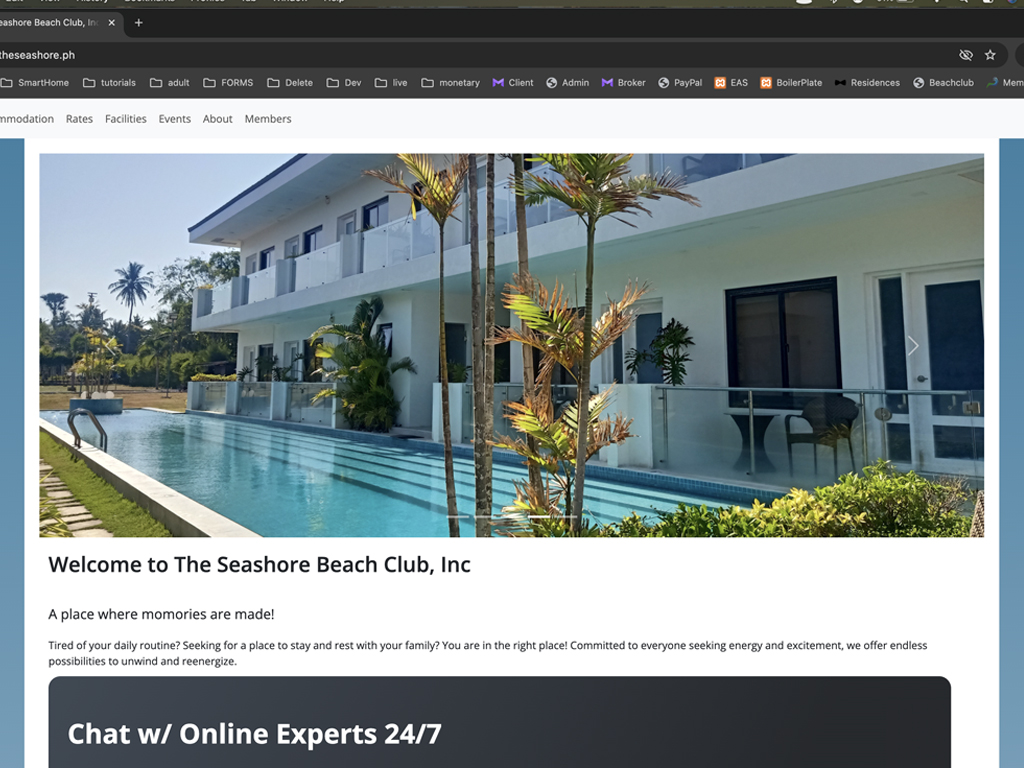 Seashore Beach Club, Inc
theseashore.ph
SmartHome tutorials adult FORMS Delete Dev live monetary Client Admin Broker PayPal EAS BoilerPlate Residences Beachclub
Rates Facilities Events About Members
Welcome to The Seashore Beach Club, Inc
A place where momories are made!
Tired of your daily routine? Seeking for a place to stay and rest with your family? You are in the right place! Committed to everyone seeking energy and excitement, we offer endless
possibilities to unwind and reenergize.
Chat w/ Online Experts 24/7